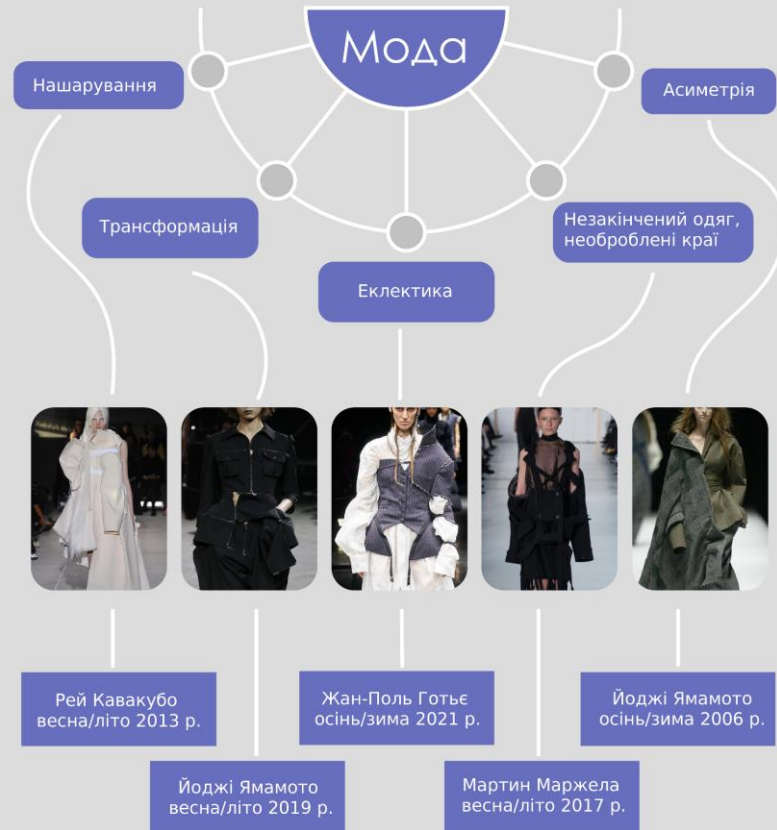 Мода
Нашарування
Асиметрія
Трансформація
Незакінчений одяг,
необроблені краї
Еклектика
Рей Кавакубо
весна/літо 2013 р.
Жан-Поль Готьє
осінь/зима 2021 р.
Йоджі Ямамото
осінь/зима 2006 р.
Йоджі Ямамото
весна/літо 2019 р.
Мартин Маржела
весна/літо 2017 р.